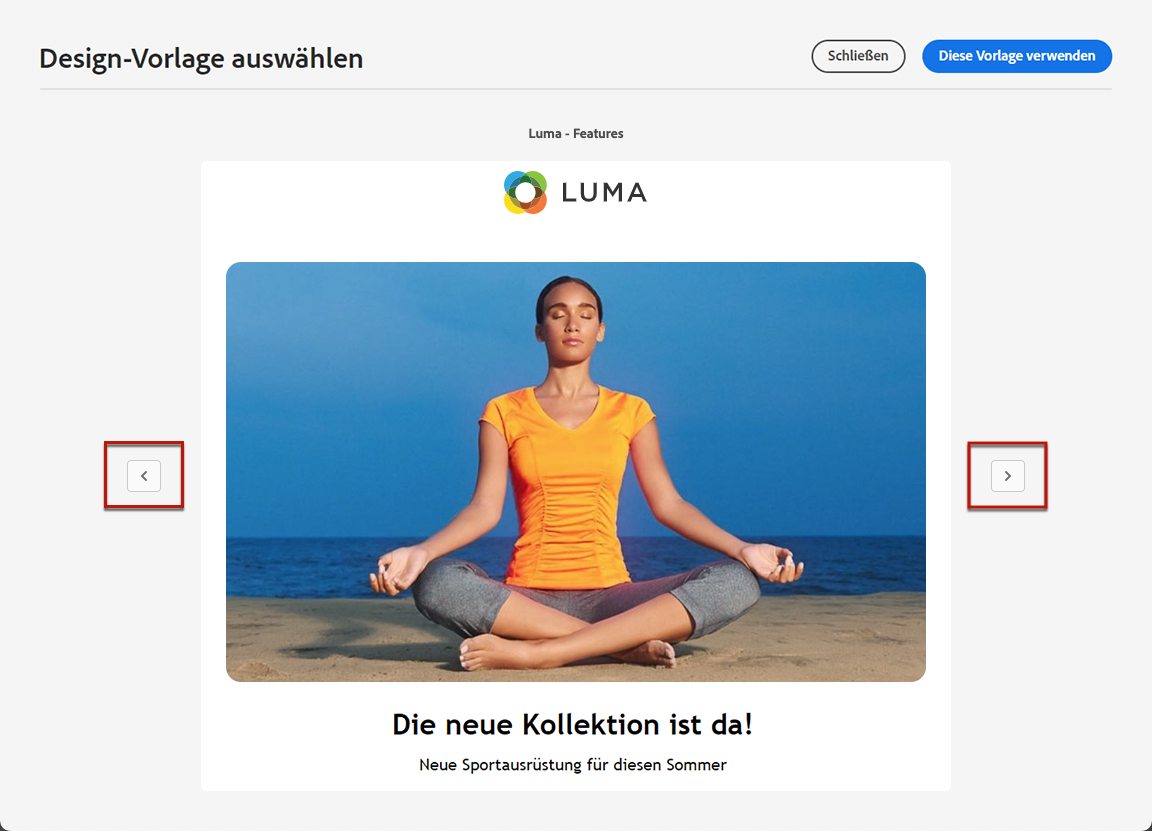 Design-Vorlage auswählen
Schließen
Diese Vorlage verwenden
Luma - Features
LUMA
Die neue Kollektion ist da!
Neue Sportausrüstung für diesen Sommer